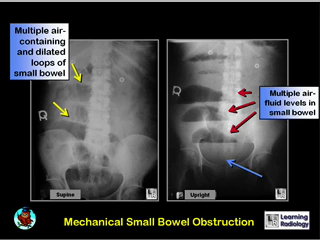 Multiple air-
containing
and dilated
loops of
small bowel
Multiple air-
fluid levels in
small bowel
Supine
Upright
Mechanical Small Bowel Obstruction
Learning
Radiology